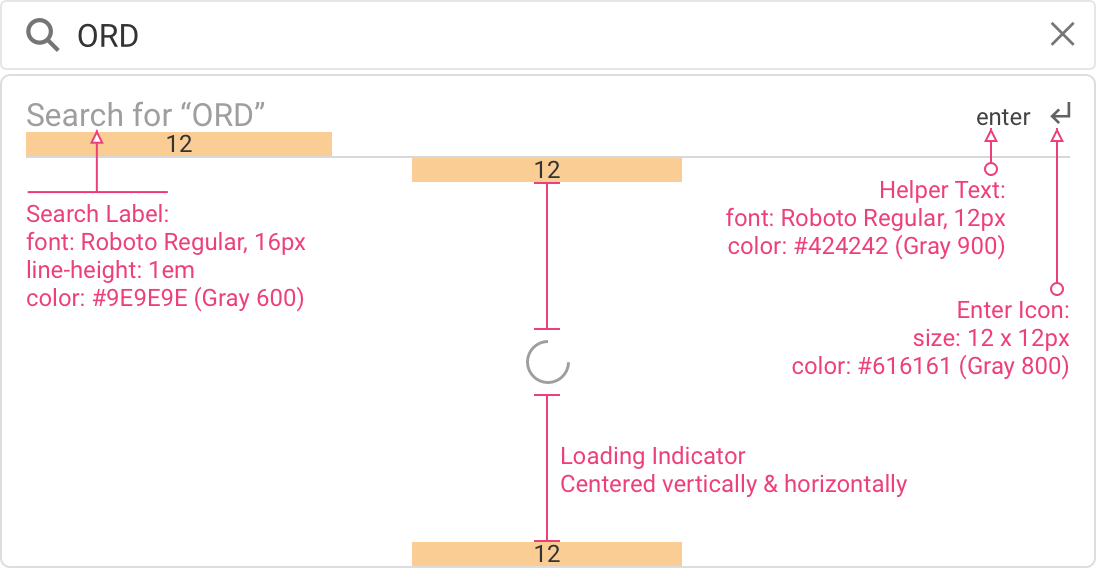 ORD
Search for “ORD”
enter
12
12
Search Label:
font: Roboto Regular, 16px
line-height: 1em
color: #9E9E9E (Gray 600)
Helper Text:
font: Roboto Regular, 12px
color: #424242 (Gray 900)
Enter Icon:
size: 12 x 12px
color: #616161 (Gray 800)
Loading Indicator
Centered vertically & horizontally
12